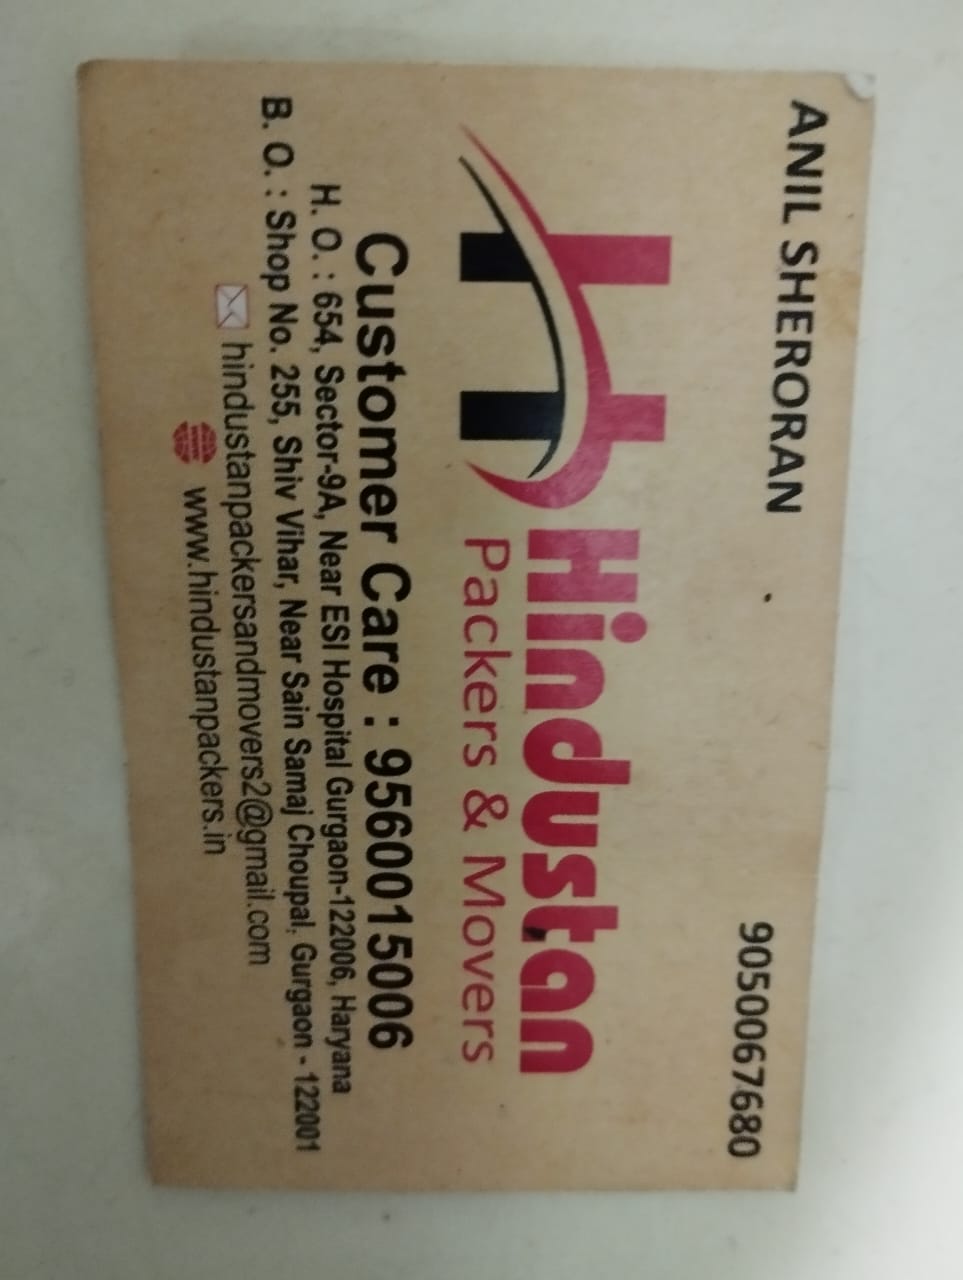 ANIL SHERORAN 9050067680
Hindustan
Packers & Movers
Customer Care : 9560015006
H. O. : 654, Sector-9A, Near ESI Hospital Gurgaon-122006, Haryana
B. O. : Shop No. 255, Shiv Vihar, Near Sain Samaj Choupal, Gurgaon - 122001
hindustanpackersandmovers2@gmail.com
www.hindustanpackers.in